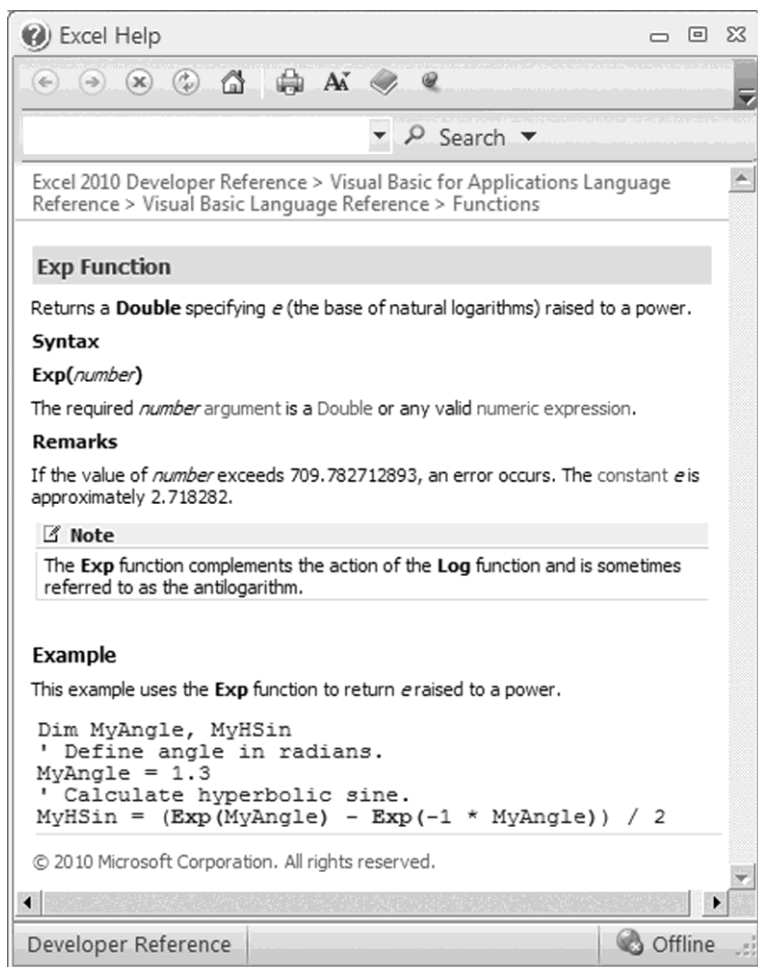 Excel Help
Search
Excel 2010 Developer Reference > Visual Basic for Applications Language
Reference > Visual Basic Language Reference > Functions
Exp Function
Returns a Double specifying e (the base of natural logarithms) raised to a power.
Syntax
Exp(number)
The required number argument is a Double or any valid numeric expression.
Remarks
If the value of number exceeds 709.782712893, an error occurs. The constant e is
approximately 2.718282.
Note
The Exp function complements the action of the Log function and is sometimes
referred to as the antilogarithm.
Example
This example uses the Exp function to return e raised to a power.
Dim MyAngle, MyHSin
' Define angle in radians.
MyAngle = 1.3
' Calculate hyperbolic sine.
MyHSin = (Exp(MyAngle) - Exp(-1 * MyAngle)) / 2
© 2010 Microsoft Corporation. All rights reserved.
Developer Reference
Offline